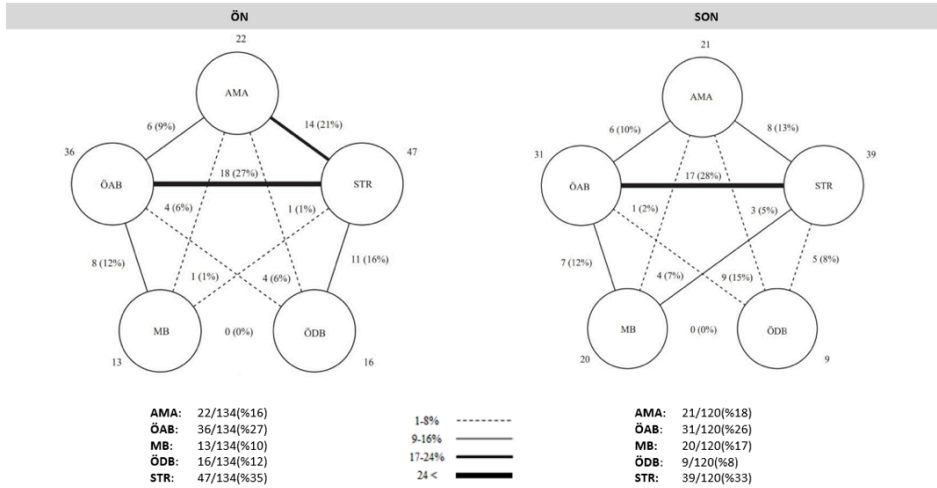 ÖN SON
22
AMA
6 (9%)
14 (21%)
36
47
ÖAB
18 (27%)
STR
4 (6%)
1 (1%)
8 (12%)
11 (16%)
1 (1%)
4 (6%)
MB
0 (0%)
ÖDB
13
16
21
AMA
6 (10%)
8 (13%)
31
39
ÖAB
17 (28%)
STR
1 (2%)
3 (5%)
7 (12%)
5 (8%)
4 (7%)
9 (15%)
MB
0 (0%)
ÖDB
20
9
AMA: 22/134(%16)
ÖAB: 36/134(%27)
MB: 13/134(%10)
ÖDB: 16/134(%12)
STR: 47/134(%35)
1-8%
9-16%
17-24%
24 <
AMA: 21/120(%18)
ÖAB: 31/120(%26)
MB: 20/120(%17)
ÖDB: 9/120(%8)
STR: 39/120(%33)